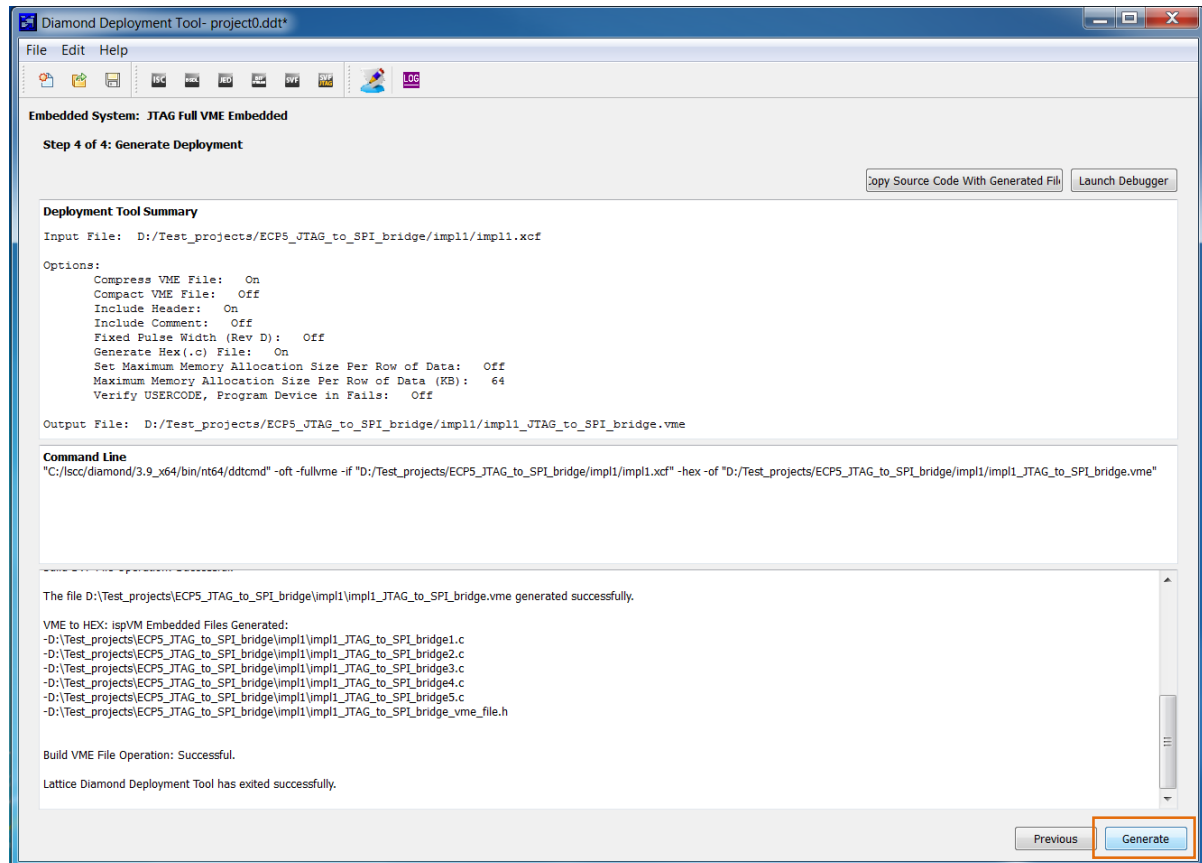 Diamond Deployment Tool- project0.ddt*
File Edit Help
ISC BSDL JED SVF SVF JTAG LOG
Embedded System: JTAG Full VME Embedded
Step 4 of 4: Generate Deployment
Copy Source Code With Generated File Launch Debugger
Deployment Tool Summary
Input File: D:/Test_projects/ECP5_JTAG_to_SPI_bridge/impl1/impl1.xcf
Options:
Compress VME File: On
Compact VME File: Off
Include Header: On
Include Comment: Off
Fixed Pulse Width (Rev D): Off
Generate Hex(.c) File: On
Set Maximum Memory Allocation Size Per Row of Data: Off
Maximum Memory Allocation Size Per Row of Data (KB): 64
Verify USERCODE, Program Device in Fails: Off
Output File: D:/Test_projects/ECP5_JTAG_to_SPI_bridge/impl1/impl1_JTAG_to_SPI_bridge.vme
Command Line
"C:/lscc/diamond/3.9_x64/bin/nt64/ddtcmd" -oft -fullvme -if "D:/Test_projects/ECP5_JTAG_to_SPI_bridge/impl1/impl1.xcf" -hex -of "D:/Test_projects/ECP5_JTAG_to_SPI_bridge/impl1/impl1_JTAG_to_SPI_bridge.vme"
The file D:\Test_projects\ECP5_JTAG_to_SPI_bridge\impl1\impl1_JTAG_to_SPI_bridge.vme generated successfully.
VME to HEX: ispVM Embedded Files Generated:
-D:\Test_projects\ECP5_JTAG_to_SPI_bridge\impl1\impl1_JTAG_to_SPI_bridge1.c
-D:\Test_projects\ECP5_JTAG_to_SPI_bridge\impl1\impl1_JTAG_to_SPI_bridge2.c
-D:\Test_projects\ECP5_JTAG_to_SPI_bridge\impl1\impl1_JTAG_to_SPI_bridge3.c
-D:\Test_projects\ECP5_JTAG_to_SPI_bridge\impl1\impl1_JTAG_to_SPI_bridge4.c
-D:\Test_projects\ECP5_JTAG_to_SPI_bridge\impl1\impl1_JTAG_to_SPI_bridge5.c
-D:\Test_projects\ECP5_JTAG_to_SPI_bridge\impl1\impl1_JTAG_to_SPI_bridge_vme_file.h
Build VME File Operation: Successful.
Lattice Diamond Deployment Tool has exited successfully.
Previous Generate